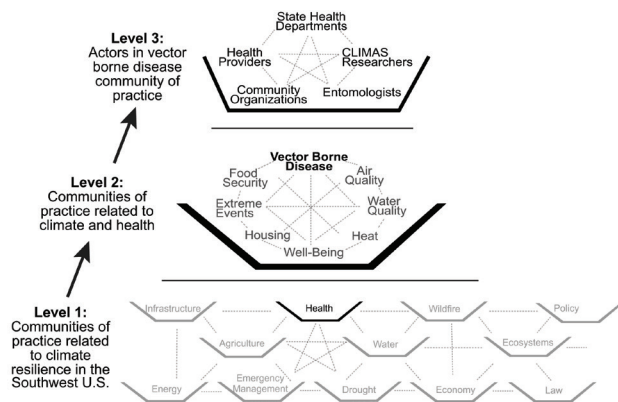 Level 3:
Actors in vector
borne disease
community of
practice
State Health
Departments
Health
Providers
CLIMAS
Researchers
Community
Organizations
Entomologists
Level 2:
Communities of
practice related to
climate and health
Vector Borne
Disease
Food
Security
Air
Quality
Extreme
Events
Water
Quality
Housing
Heat
Well-Being
Level 1:
Communities of
practice related
to climate
resilience in the
Southwest U.S.
Infrastructure
Health
Wildfire
Policy
Agriculture
Water
Ecosystems
Energy
Emergency
Management
Drought
Economy
Law